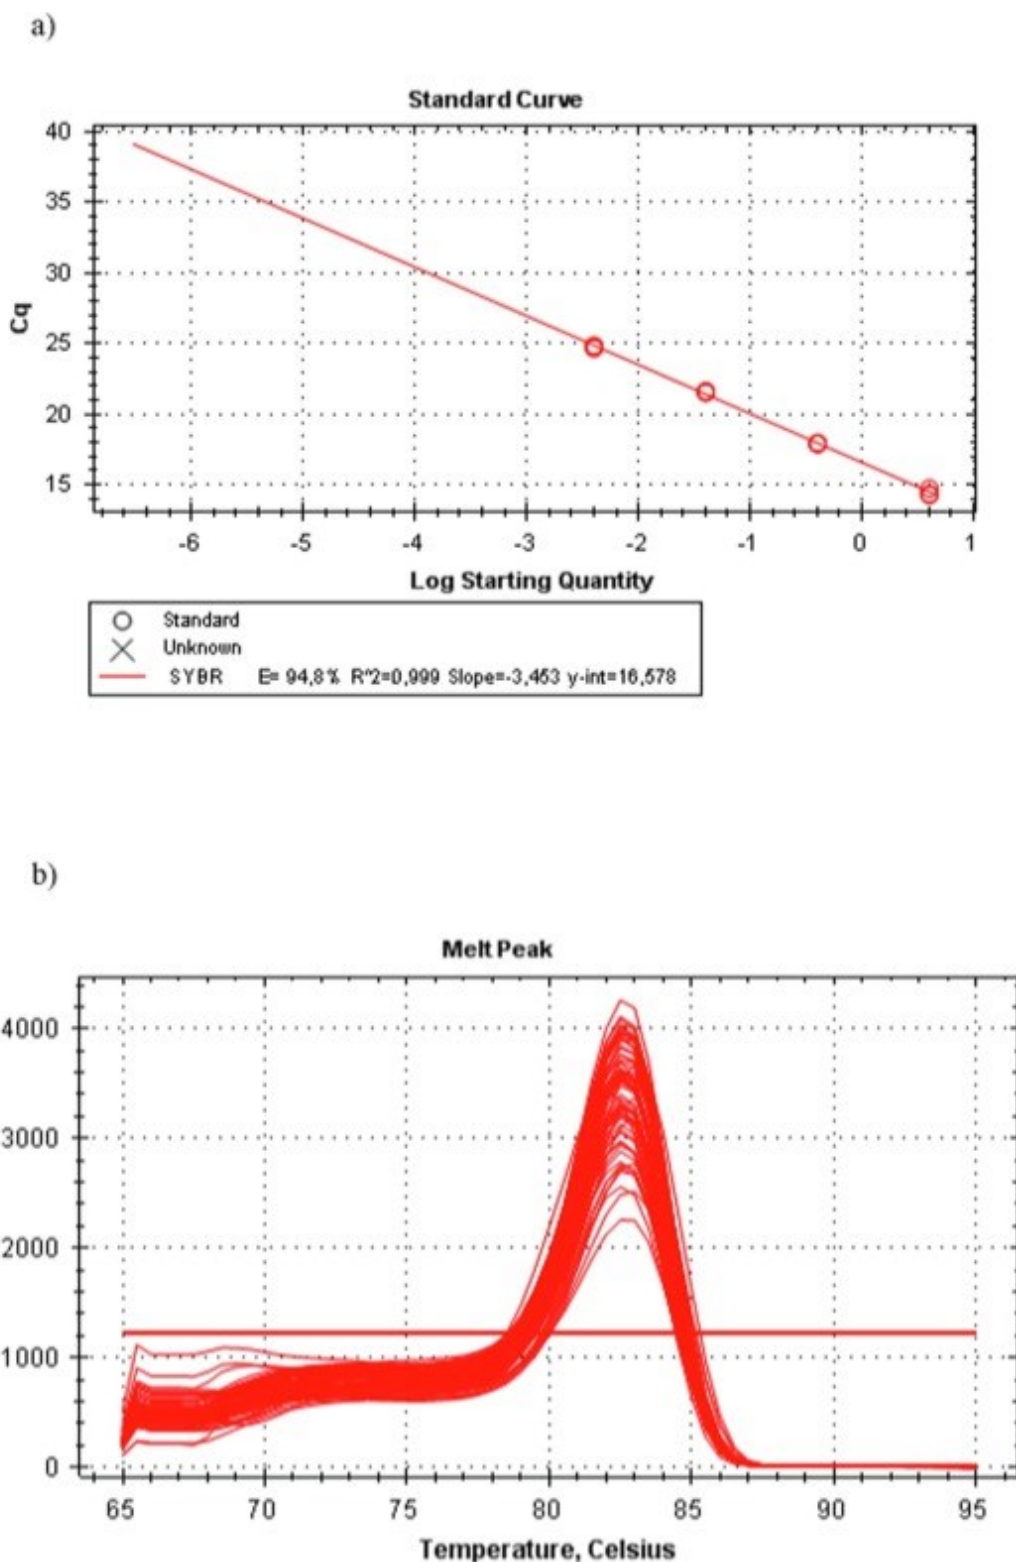 a)
Standard Curve
40
35
30
25
20
15
Cq
-6 -5 -4 -3 -2 -1 0 1
Log Starting Quantity
Standard
Unknown
SYBR E= 94,8% R^2=0,999 Slope=-3,453 y-int=16,578
b)
Melt Peak
4000
3000
2000
1000
0
65 70 75 80 85 90 95
Temperature, Celsius